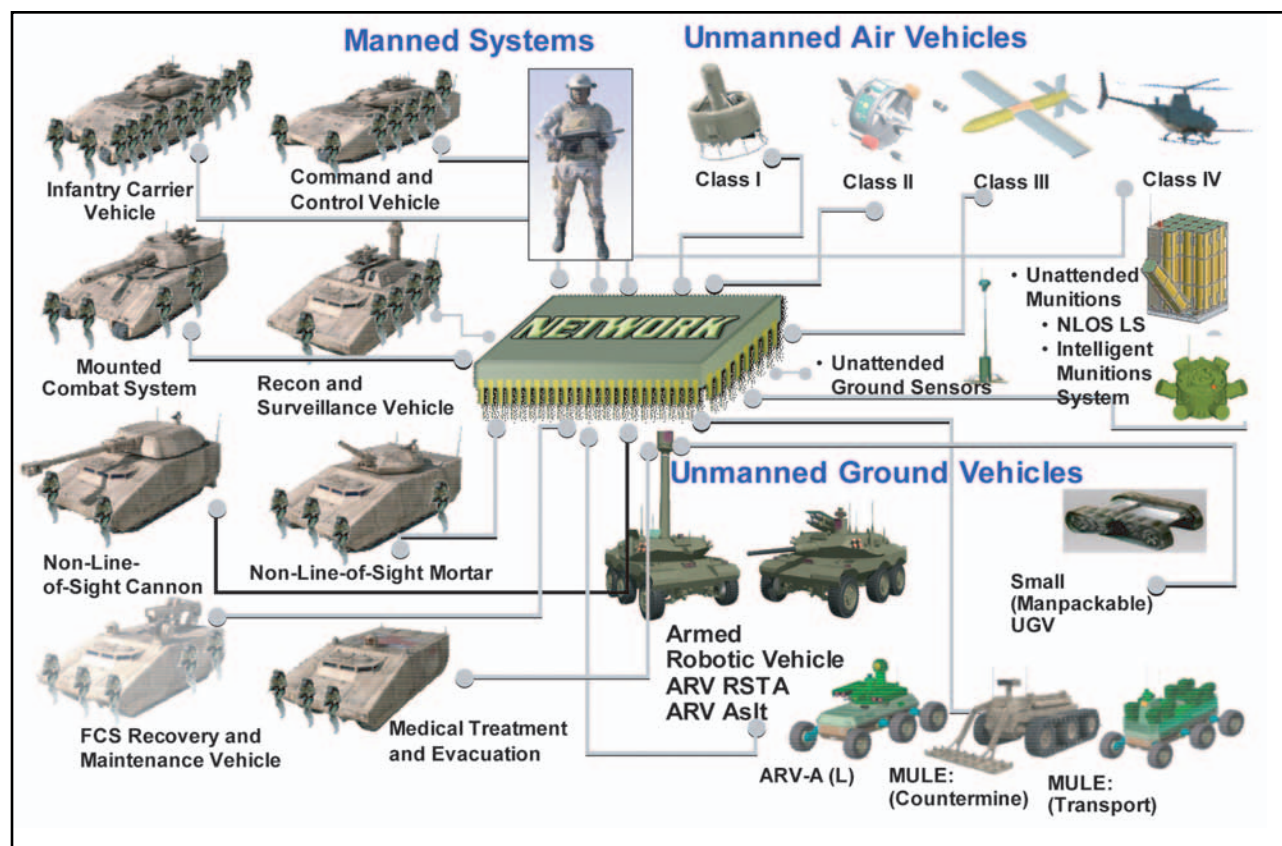 Manned Systems
Unmanned Air Vehicles
Infantry Carrier
Vehicle
Command and
Control Vehicle
Class I
Class II
Class III
Class IV
Mounted
Combat System
Recon and
Surveillance Vehicle
NETWORK
• Unattended
Ground Sensors
• Unattended
Munitions
• NLOS LS
• Intelligent
Munitions
System
Unmanned Ground Vehicles
Non-Line-
of-Sight Cannon
Non-Line-of-Sight Mortar
Small
(Manpackable)
UGV
Armed
Robotic Vehicle
ARV RSTA
ARV Aslt
FCS Recovery and
Maintenance Vehicle
Medical Treatment
and Evacuation
ARV-A (L)
MULE:
(Countermine)
MULE:
(Transport)